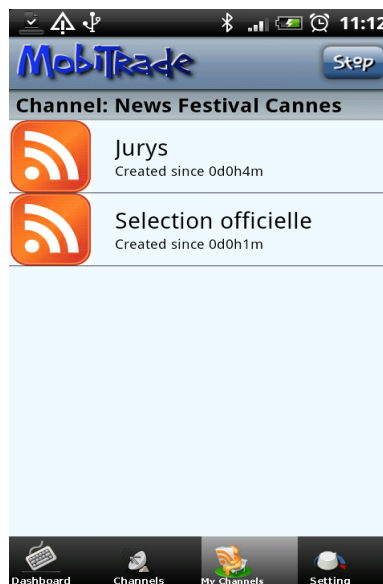 11:12
MobiTrade
Stop
Channel: News Festival Cannes
Jurys
Created since 0d0h4m
Selection officielle
Created since 0d0h1m
Dashboard
Channels
My Channels
Setting